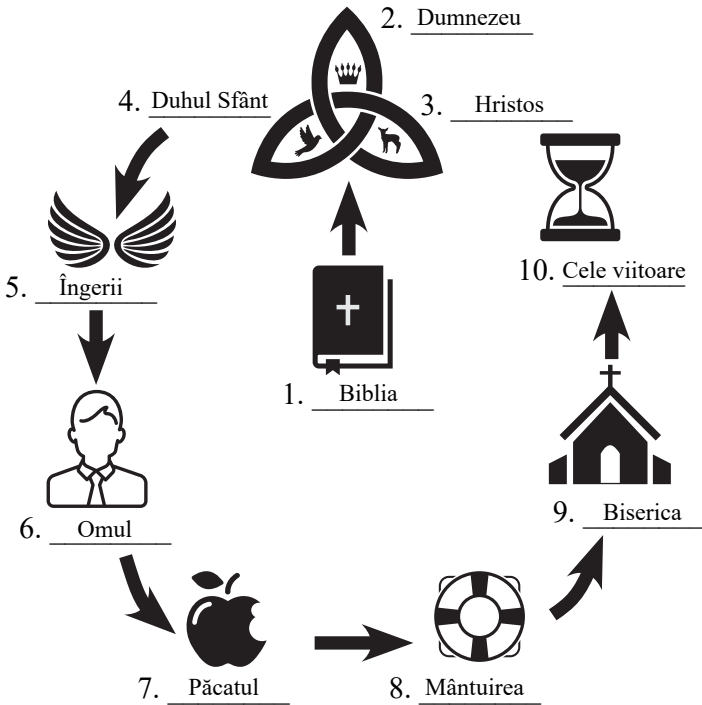 1. Biblia
2. Dumnezeu
3. Hristos
4. Duhul Sfânt
5. Îngerii
6. Omul
7. Păcatul
8. Mântuirea
9. Biserica
10. Cele viitoare